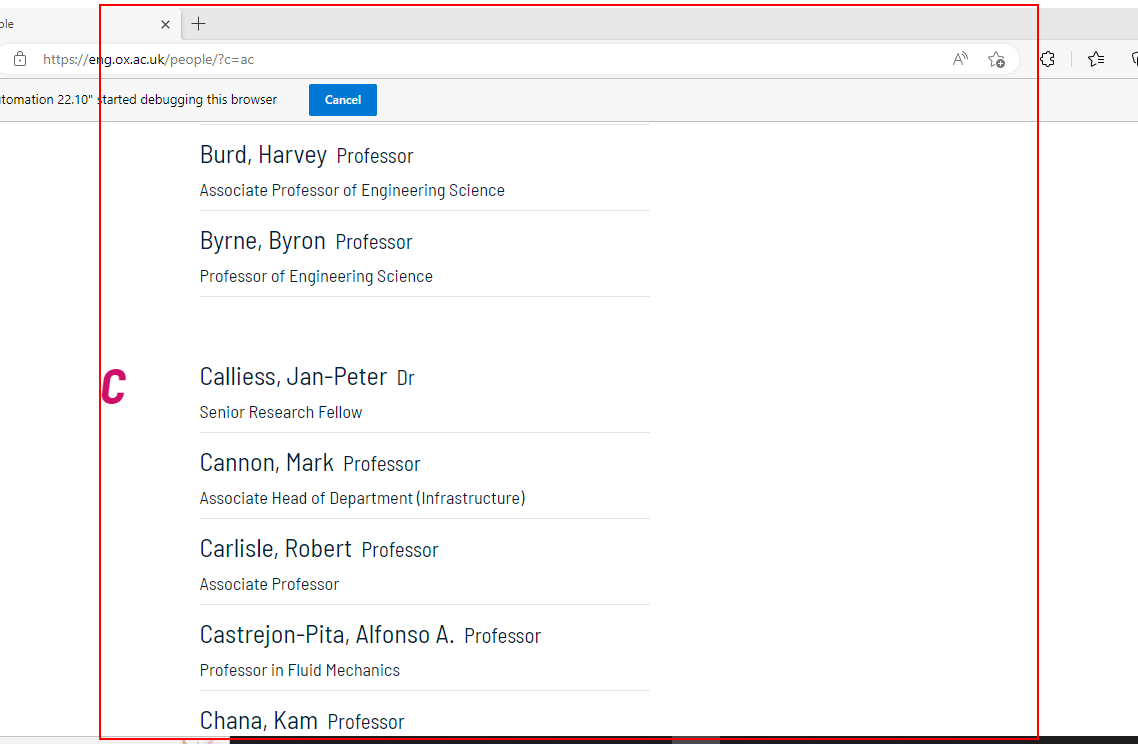 ple
https://eng.ox.ac.uk/people/?c=ac
tomation 22.10" started debugging this browser
Cancel
Burd, Harvey Professor
Associate Professor of Engineering Science
Byrne, Byron Professor
Professor of Engineering Science
C
Calliess, Jan-Peter Dr
Senior Research Fellow
Cannon, Mark Professor
Associate Head of Department (Infrastructure)
Carlisle, Robert Professor
Associate Professor
Castrejon-Pita, Alfonso A. Professor
Professor in Fluid Mechanics
Chana, Kam Professor